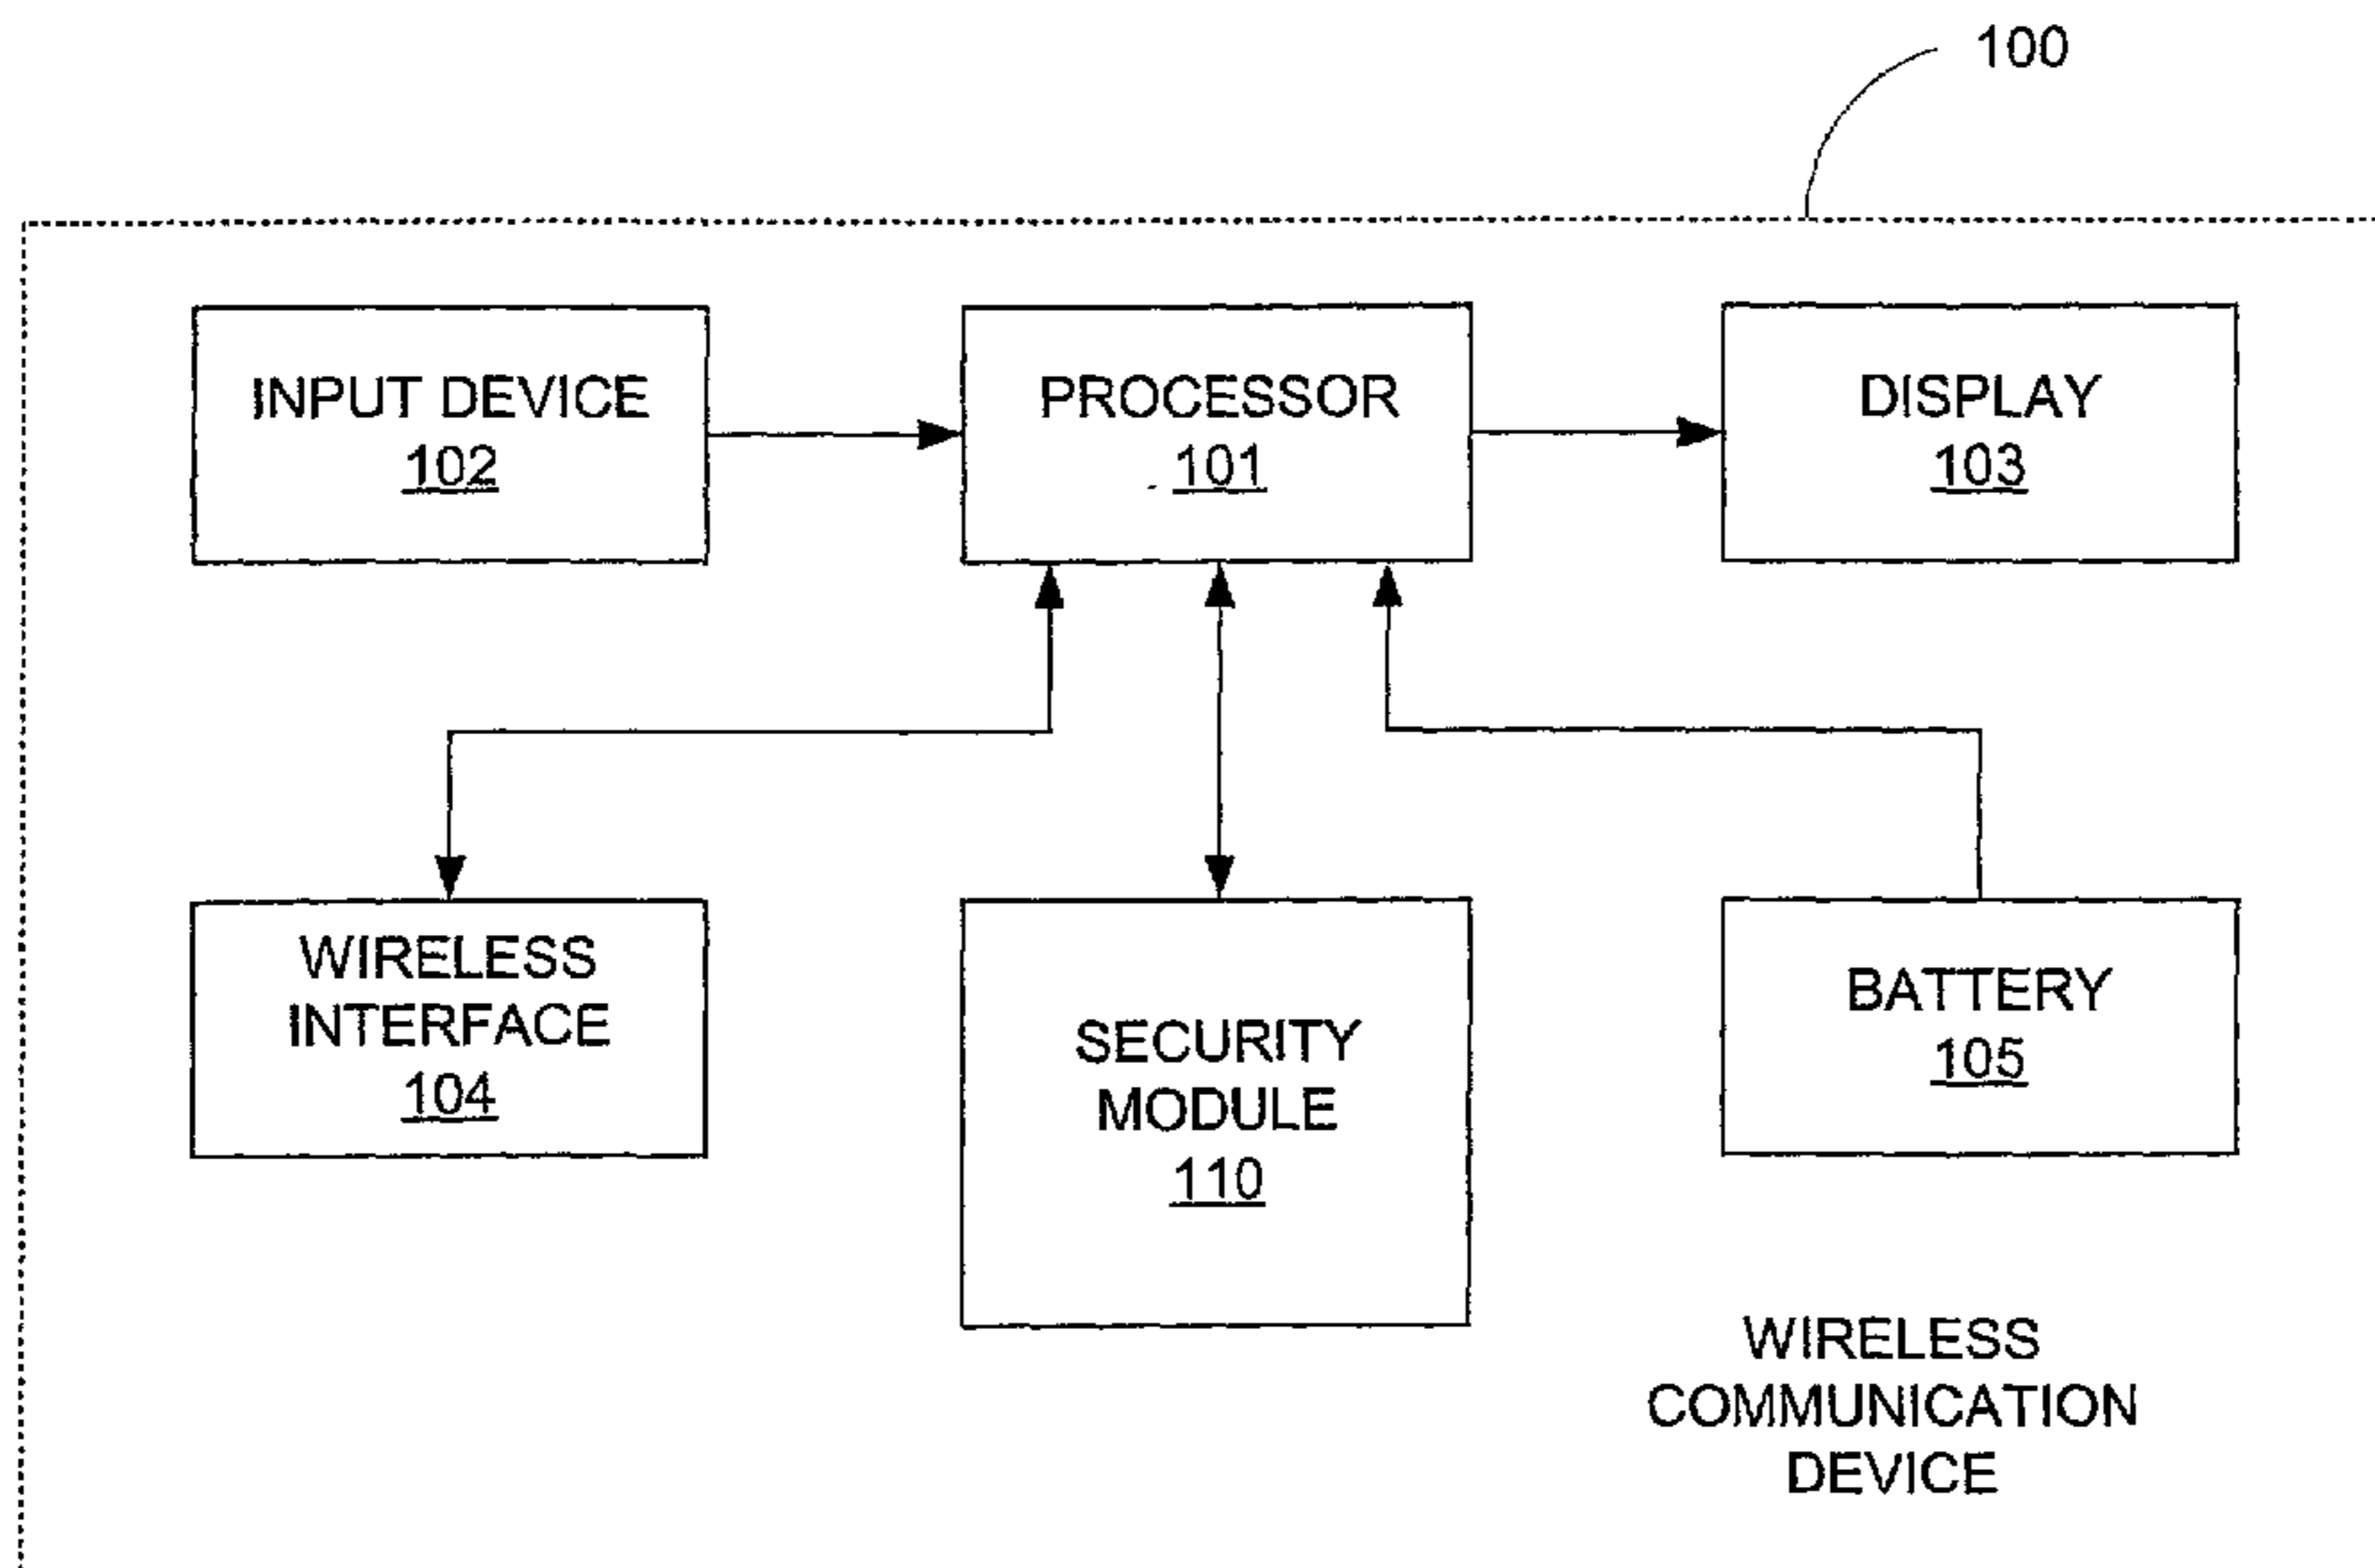 100
INPUT DEVICE
102
PROCESSOR
101
DISPLAY
103
WIRELESS
INTERFACE
104
SECURITY
MODULE
110
BATTERY
105
WIRELESS
COMMUNICATION
DEVICE